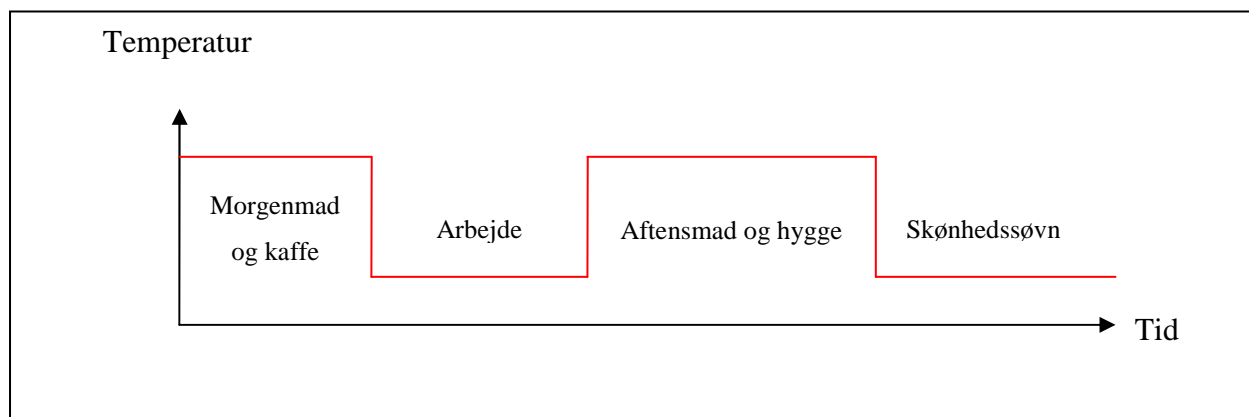 Temperatur
Morgenmad
og kaffe
Arbejde
Aftensmad og hygge
Skønhedssøvn
Tid